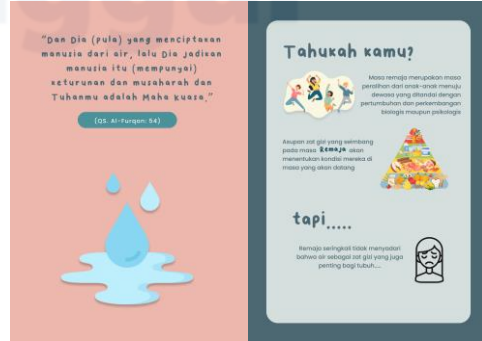 "Dan Dia (pula) yang menciptakan
manusia dari air, lalu Dia jadikan
manusia itu (mempunyai)
keturunan dan musaharah dan
Tuhanmu adalah Maha Kuasa."
(QS. Al-Furqon: 54)
Tahukah kamu?
Masa remaja merupakan masa
peralihan dari anak-anak menuju
dewasa yang ditandai dengan
pertumbuhan dan perkembangan
biologis maupun psikologis
Asupan zat gizi yang seimbang
pada masa Remaja akan
menentukan kondisi mereka di
masa yang akan datang
tapi.....
Remaja seringkali tidak menyadari
bahwa air sebagai zat gizi yang juga
penting bagi tubuh....